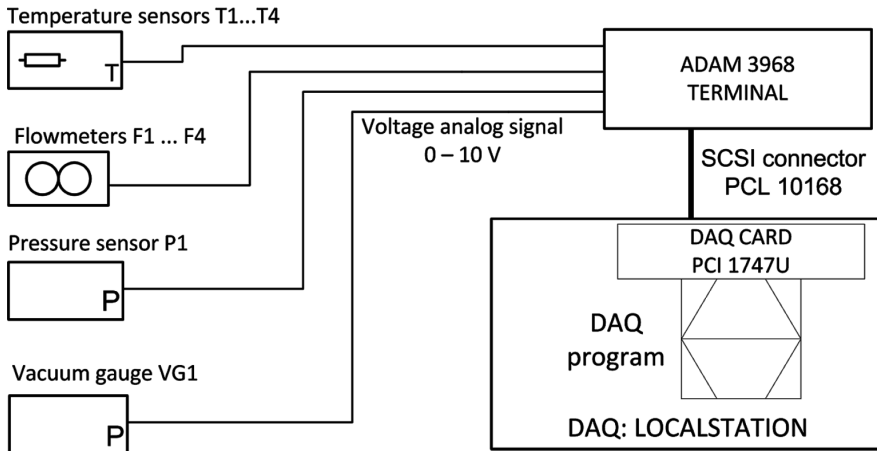 Temperature sensors T1...T4
T
Flowmeters F1 ... F4
Pressure sensor P1
P
Vacuum gauge VG1
P
Voltage analog signal
0 – 10 V
ADAM 3968
TERMINAL
SCSI connector
PCL 10168
DAQ CARD
PCI 1747U
DAQ
program
DAQ: LOCALSTATION